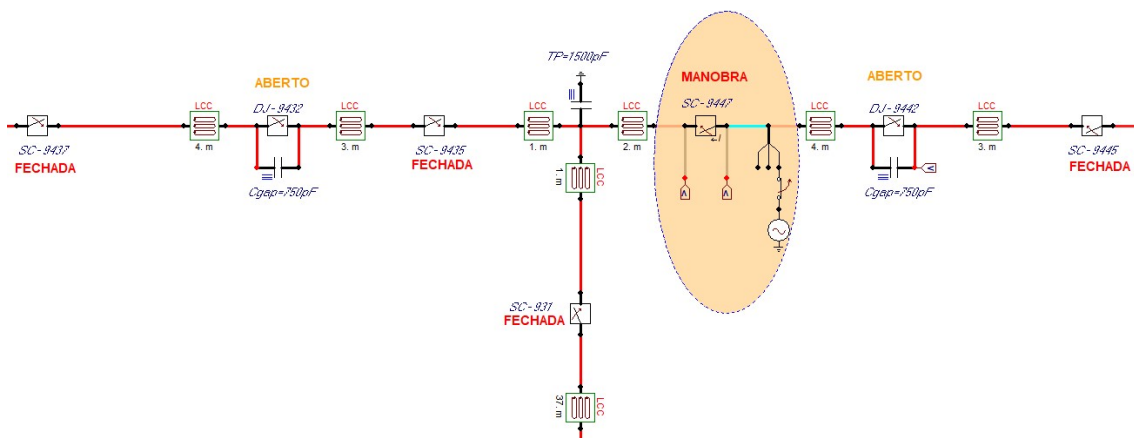 TP=1500pF
ABERTO
MANOBRA
ABERTO
LCC
DJ-9432
LCC
LCC
LCC
SC-9447
LCC
DJ-9442
LCC
SC-9437
FECHADA
4. m
3. m
SC-9435
FECHADA
1. m
2. m
4. m
3. m
SC-9445
FECHADA
Cgap=750pF
1. m
LCC
V
V
V
Cgap=750pF
SC-931
FECHADA
37. m
LCC